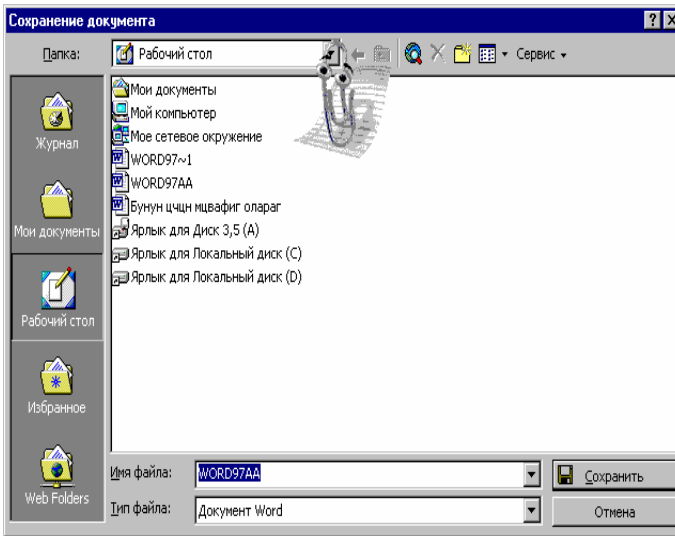 Сохранение документа
Папка:
Рабочий стол
Сервис
Журнал
Мои документы
Рабочий стол
Избранное
Web Folders
Мои документы
Мой компьютер
Мое сетевое окружение
WORD97~1
WORD97AA
Бунун цчцн мцвафиг олараг
Ярлык для Диск 3,5 (A)
Ярлык для Локальный диск (C)
Ярлык для Локальный диск (D)
Имя файла:
WORD97AA
Сохранить
Тип файла:
Документ Word
Отмена